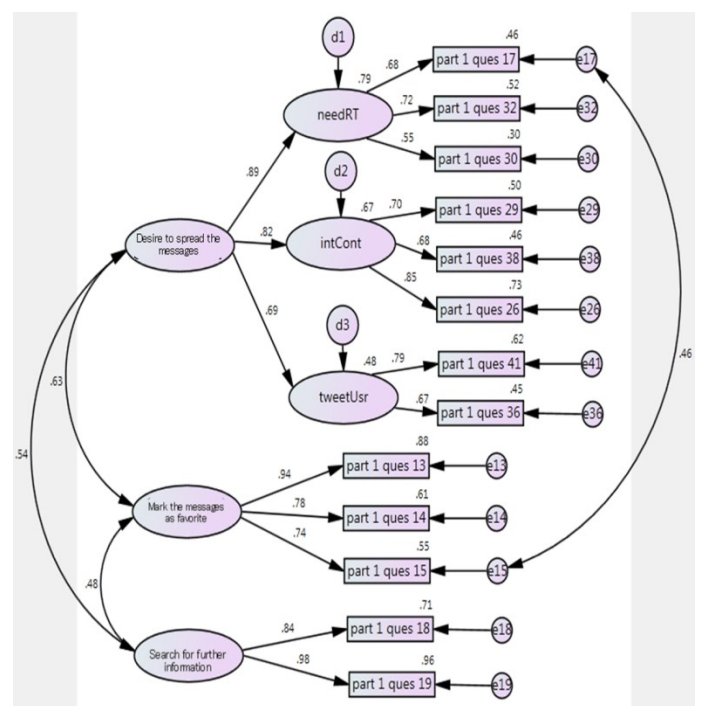 d1
.46
.79
.68
part 1 ques 17
e17
.52
needRT
.72
part 1 ques 32
e32
.30
.55
part 1 ques 30
e30
.89
d2
.50
.67
.70
part 1 ques 29
e29
.82
.46
Desire to spread the
messages
intCont
.68
part 1 ques 38
e38
.73
.85
part 1 ques 26
e26
.69
d3
.62
.48
.79
part 1 ques 41
e41
.46
.63
.45
tweetUsr
.67
part 1 ques 36
e36
.88
.54
.94
part 1 ques 13
e13
.61
Mark the messages
as favorite
.78
part 1 ques 14
e14
.55
.74
part 1 ques 15
e15
.48
.71
.84
part 1 ques 18
e18
Search for further
information
.96
.98
part 1 ques 19
e19